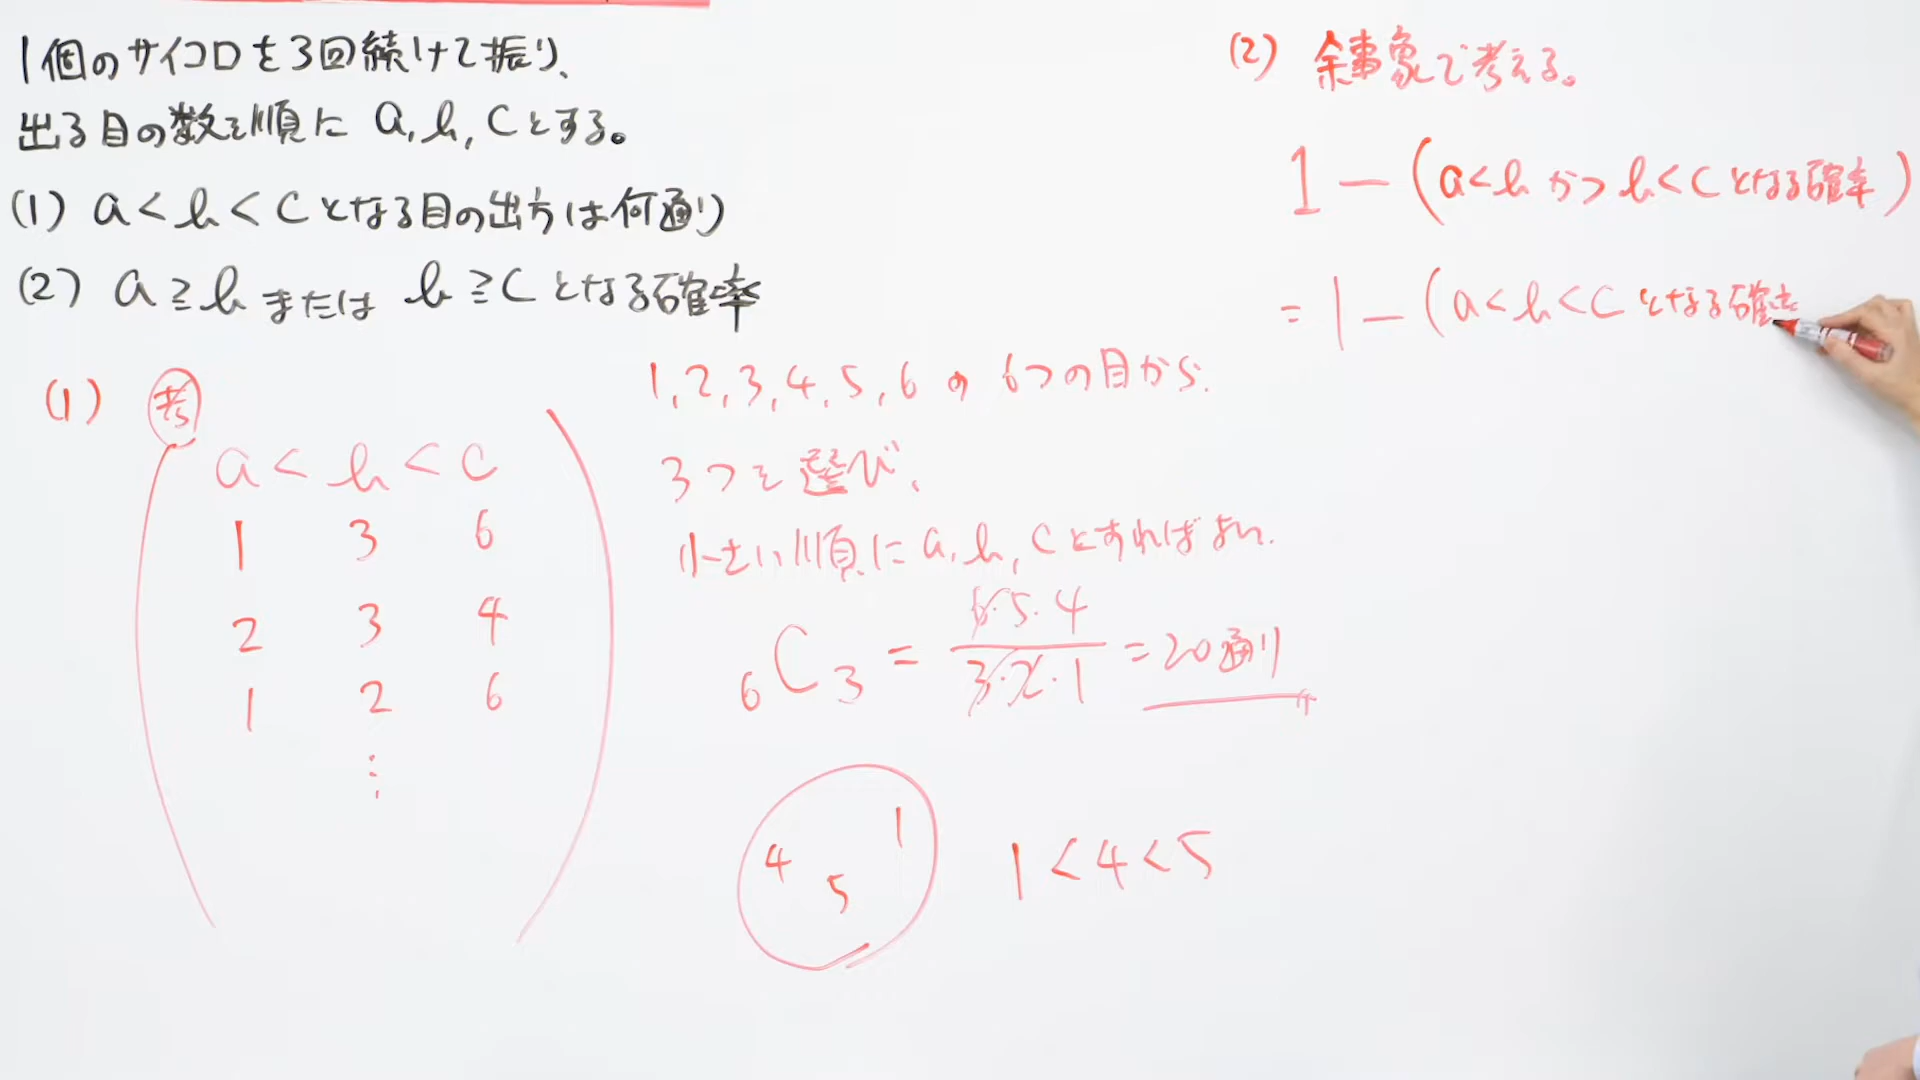 1個のサイコロを3回続けて振り、
出る目の数を順に a, b, c とする。
(1) a < b < c となる目の出方は何通り
(2) a ≧ b または b ≧ c となる確率
(1) 考
a < b < c
1 3 6
2 3 4
1 2 6
⋮
1, 2, 3, 4, 5, 6 の 6つの目から、
3つを選び、
小さい順に a, b, c とすればよい.
₆C₃ = 6·5·4 / 3·2·1 = 20通り
4 5 1
1 < 4 < 5
(2) 余事象で考える。
1 − (a < b かつ b < c となる確率)
= 1 − (a < b < c となる確